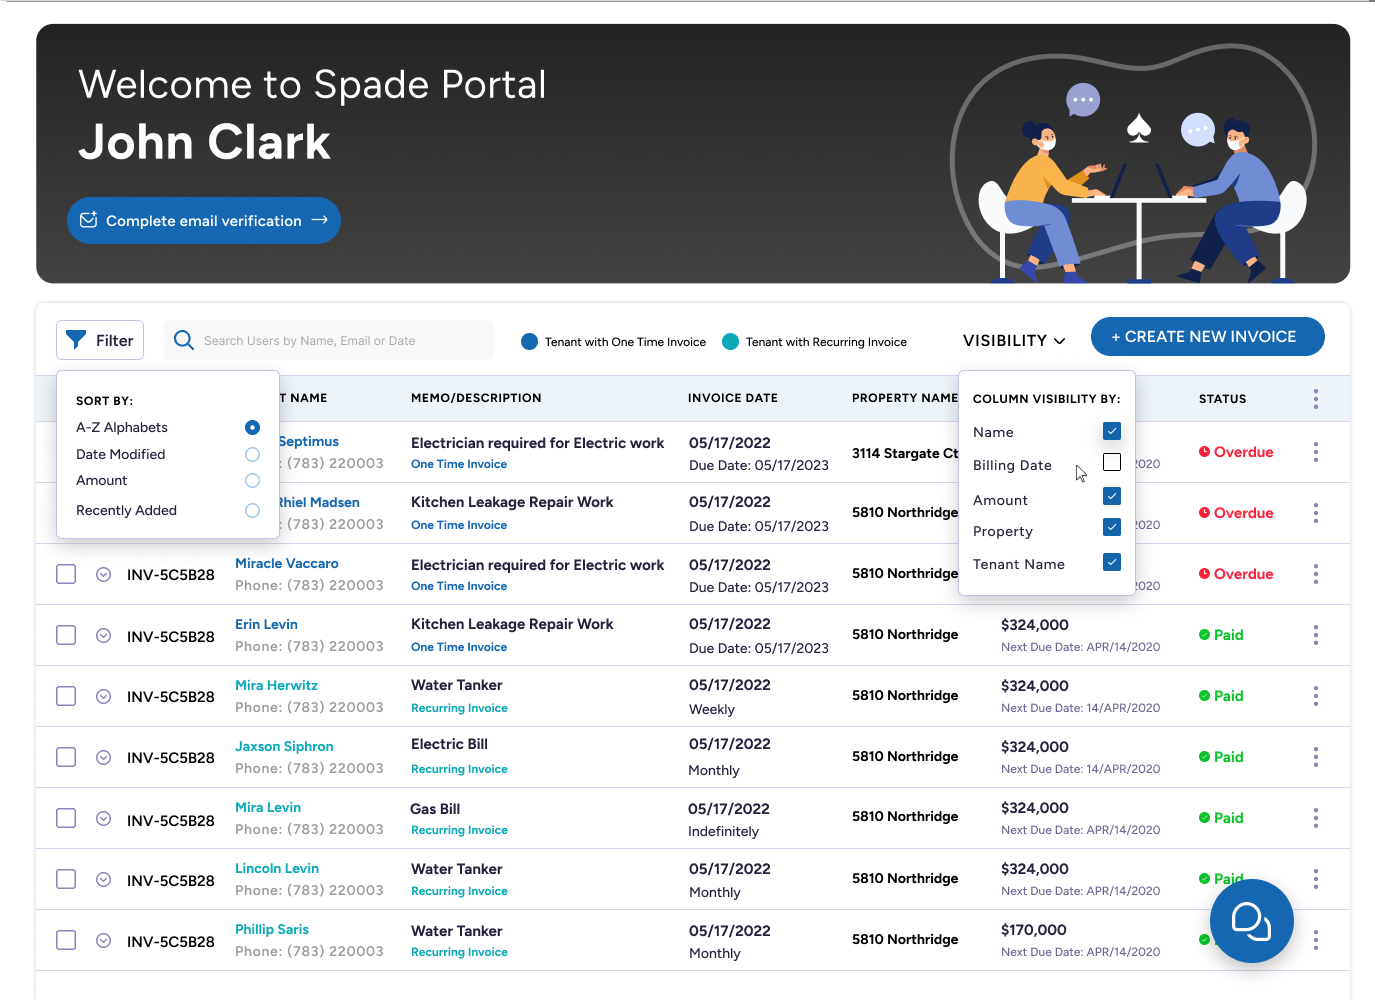 Welcome to Spade Portal
John Clark
Complete email verification
Filter
Search Users by Name, Email or Date
Tenant with One Time Invoice
Tenant with Recurring Invoice
VISIBILITY
+ CREATE NEW INVOICE
SORT BY:
A-Z Alphabets
Date Modified
Amount
Recently Added
COLUMN VISIBILITY BY:
Name
Billing Date
Amount
Property
Tenant Name
T NAME MEMO/DESCRIPTION INVOICE DATE PROPERTY NAME STATUS
Septimus Electrician required for Electric work 05/17/2022 3114 Stargate Ct Overdue
: (783) 220003 One Time Invoice Due Date: 05/17/2023 2020
Rhiel Madsen Kitchen Leakage Repair Work 05/17/2022 5810 Northridge Overdue
: (783) 220003 One Time Invoice Due Date: 05/17/2023 2020
INV-5C5B28 Miracle Vaccaro Electrician required for Electric work 05/17/2022 5810 Northridge Overdue
Phone: (783) 220003 One Time Invoice Due Date: 05/17/2023 2020
INV-5C5B28 Erin Levin Kitchen Leakage Repair Work 05/17/2022 5810 Northridge $324,000 Paid
Phone: (783) 220003 One Time Invoice Due Date: 05/17/2023 Next Due Date: APR/14/2020
INV-5C5B28 Mira Herwitz Water Tanker 05/17/2022 5810 Northridge $324,000 Paid
Phone: (783) 220003 Recurring Invoice Weekly Next Due Date: 14/APR/2020
INV-5C5B28 Jaxson Siphron Electric Bill 05/17/2022 5810 Northridge $324,000 Paid
Phone: (783) 220003 Recurring Invoice Monthly Next Due Date: 14/APR/2020
INV-5C5B28 Mira Levin Gas Bill 05/17/2022 5810 Northridge $324,000 Paid
Phone: (783) 220003 Recurring Invoice Indefinitely Next Due Date: APR/14/2020
INV-5C5B28 Lincoln Levin Water Tanker 05/17/2022 5810 Northridge $324,000 Paid
Phone: (783) 220003 Recurring Invoice Monthly Next Due Date: APR/14/2020
INV-5C5B28 Phillip Saris Water Tanker 05/17/2022 5810 Northridge $170,000
Phone: (783) 220003 Recurring Invoice Monthly Next Due Date: APR/14/2020